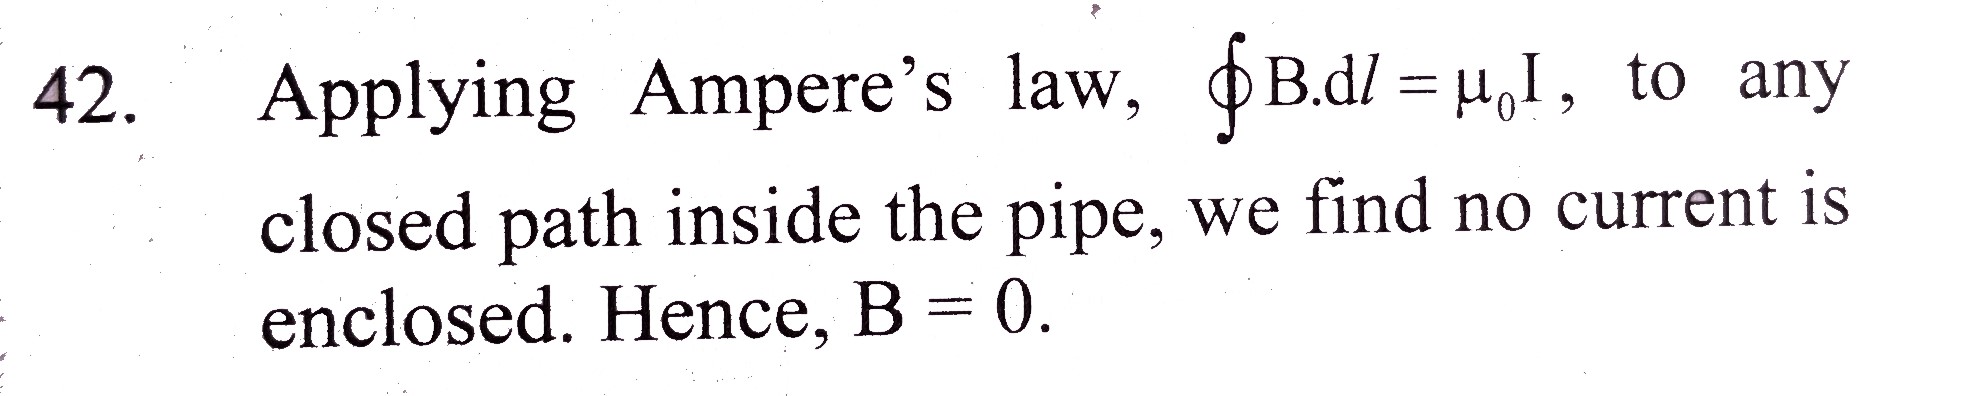 42. Applying Ampere's law, ∮B.dl = μ₀I, to any
closed path inside the pipe, we find no current is
enclosed. Hence, B = 0.